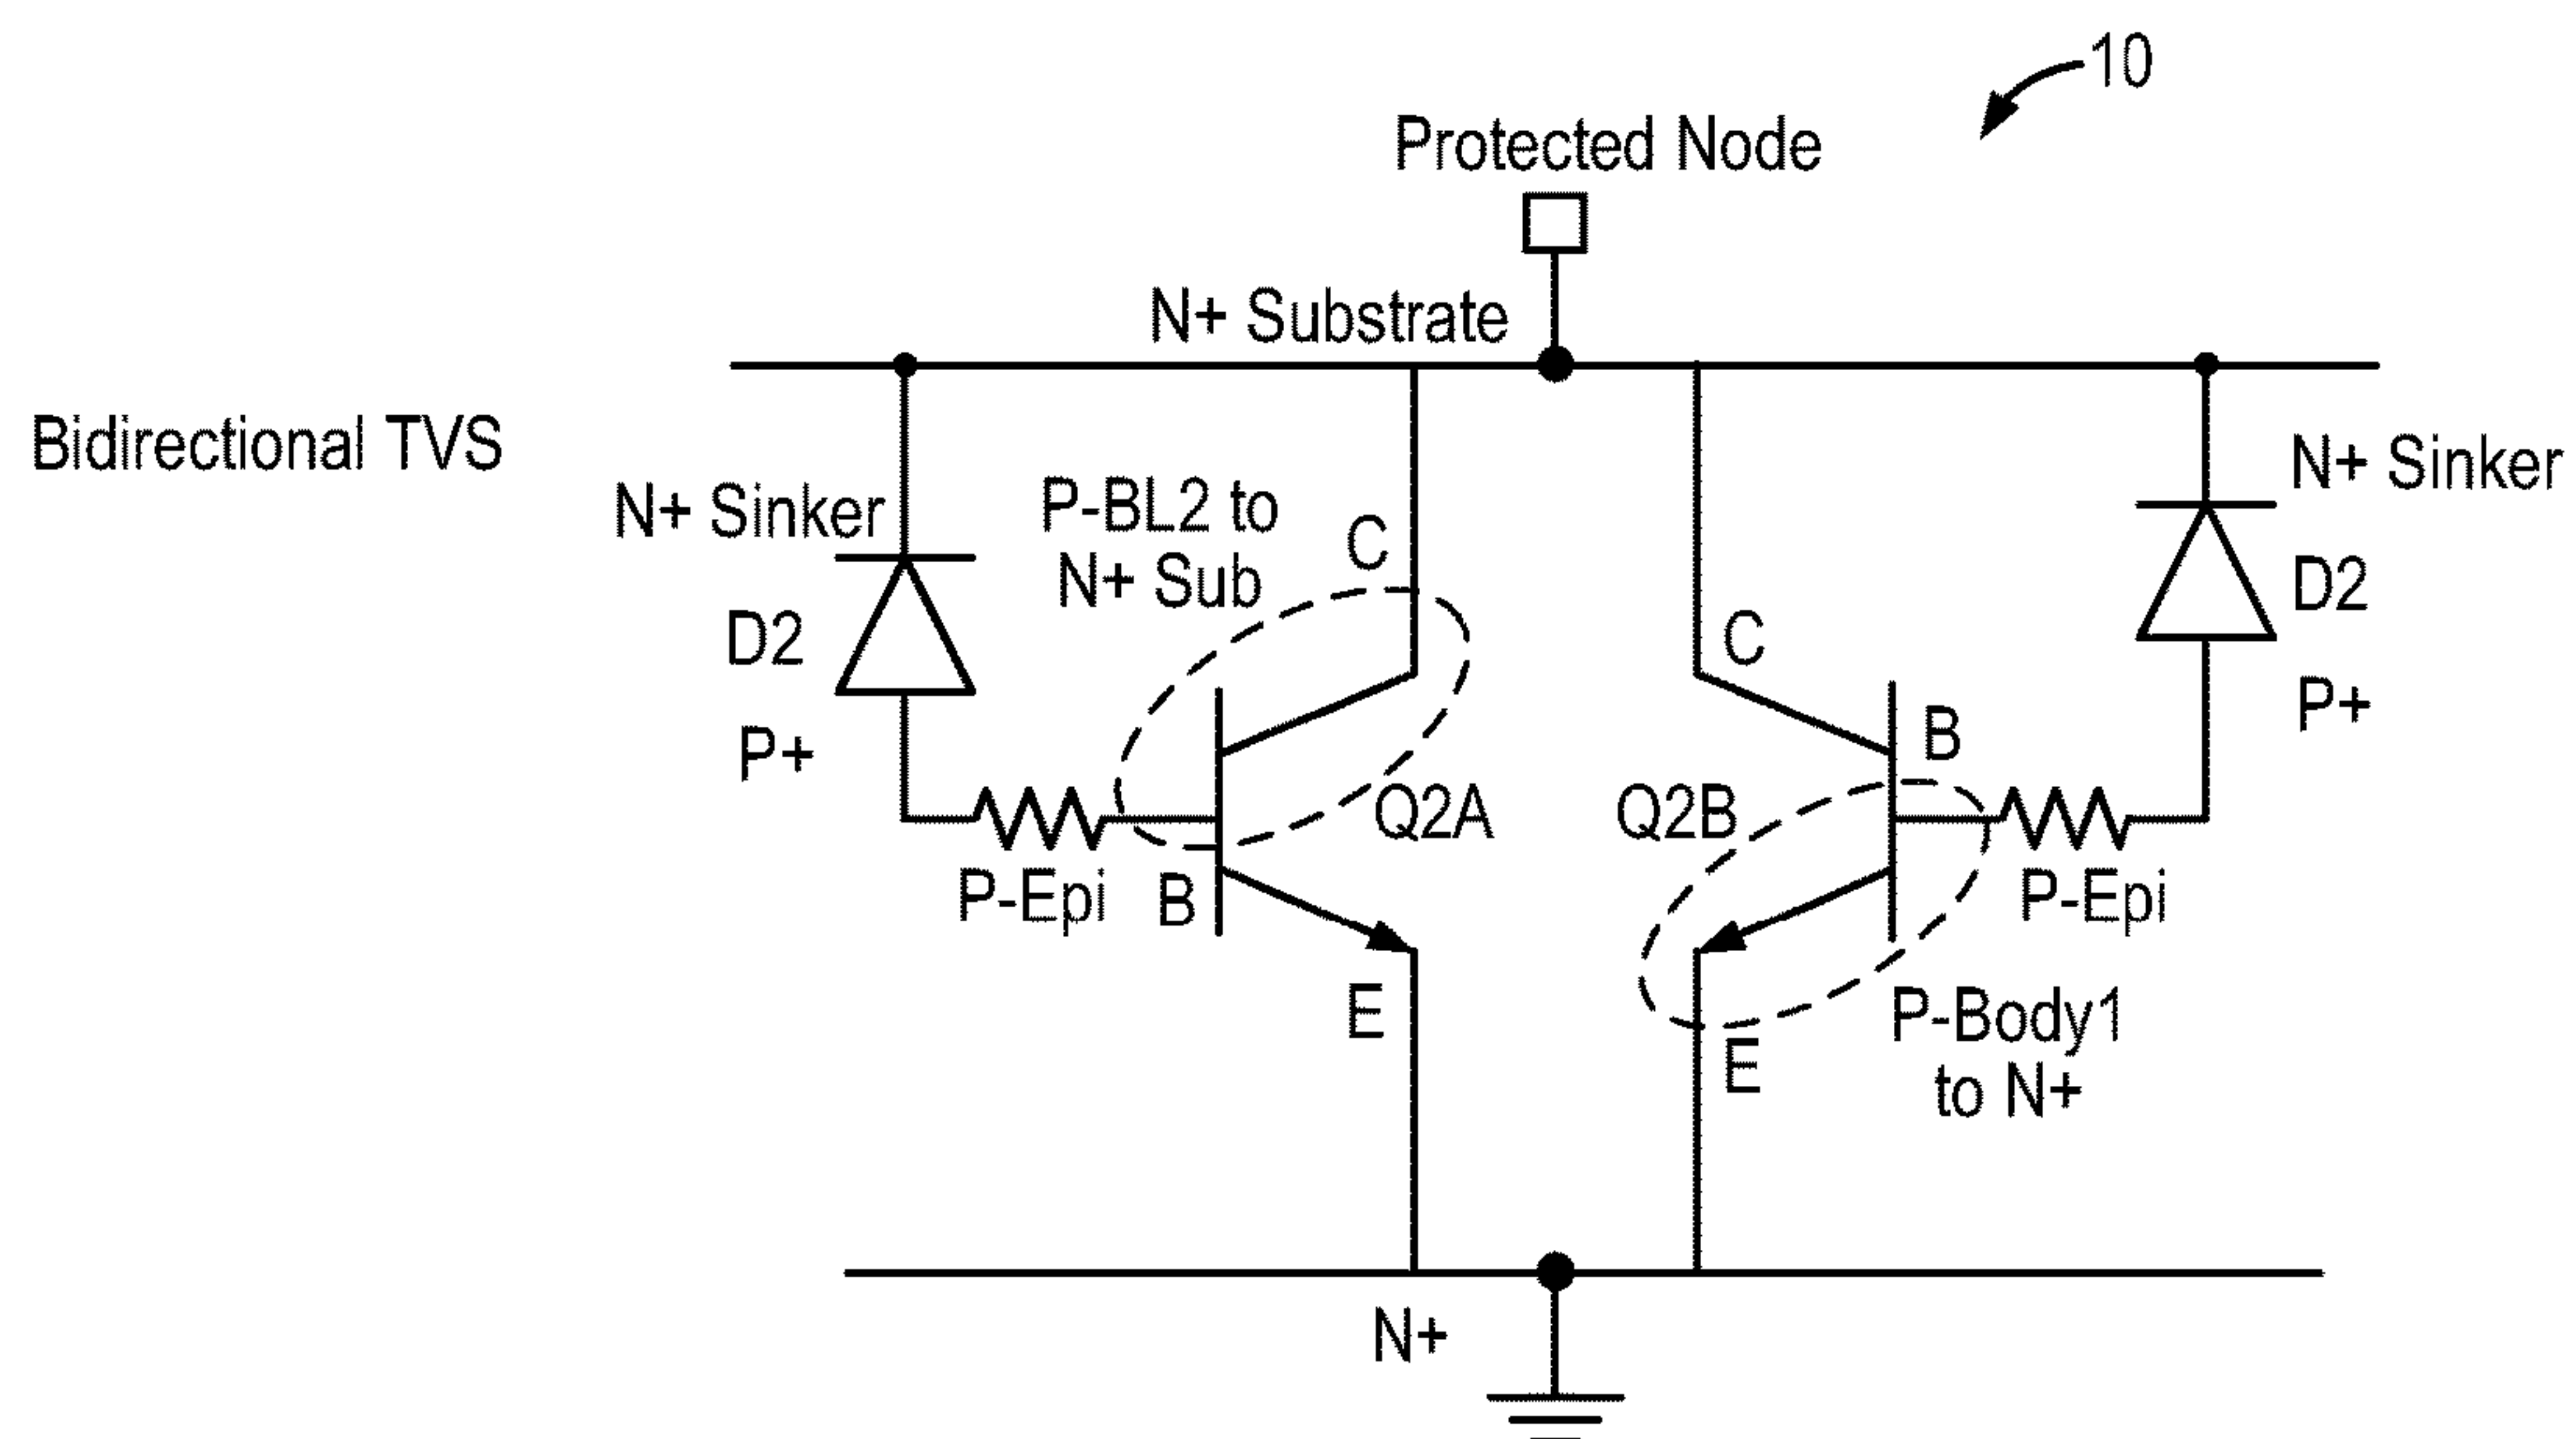 10
Protected Node
N+ Substrate
Bidirectional TVS
N+ Sinker
P-BL2 to
N+ Sub
C
N+ Sinker
D2
P+
C
D2
P+
B
Q2A
Q2B
P-Epi
B
P-Epi
E
P-Body1
to N+
E
N+